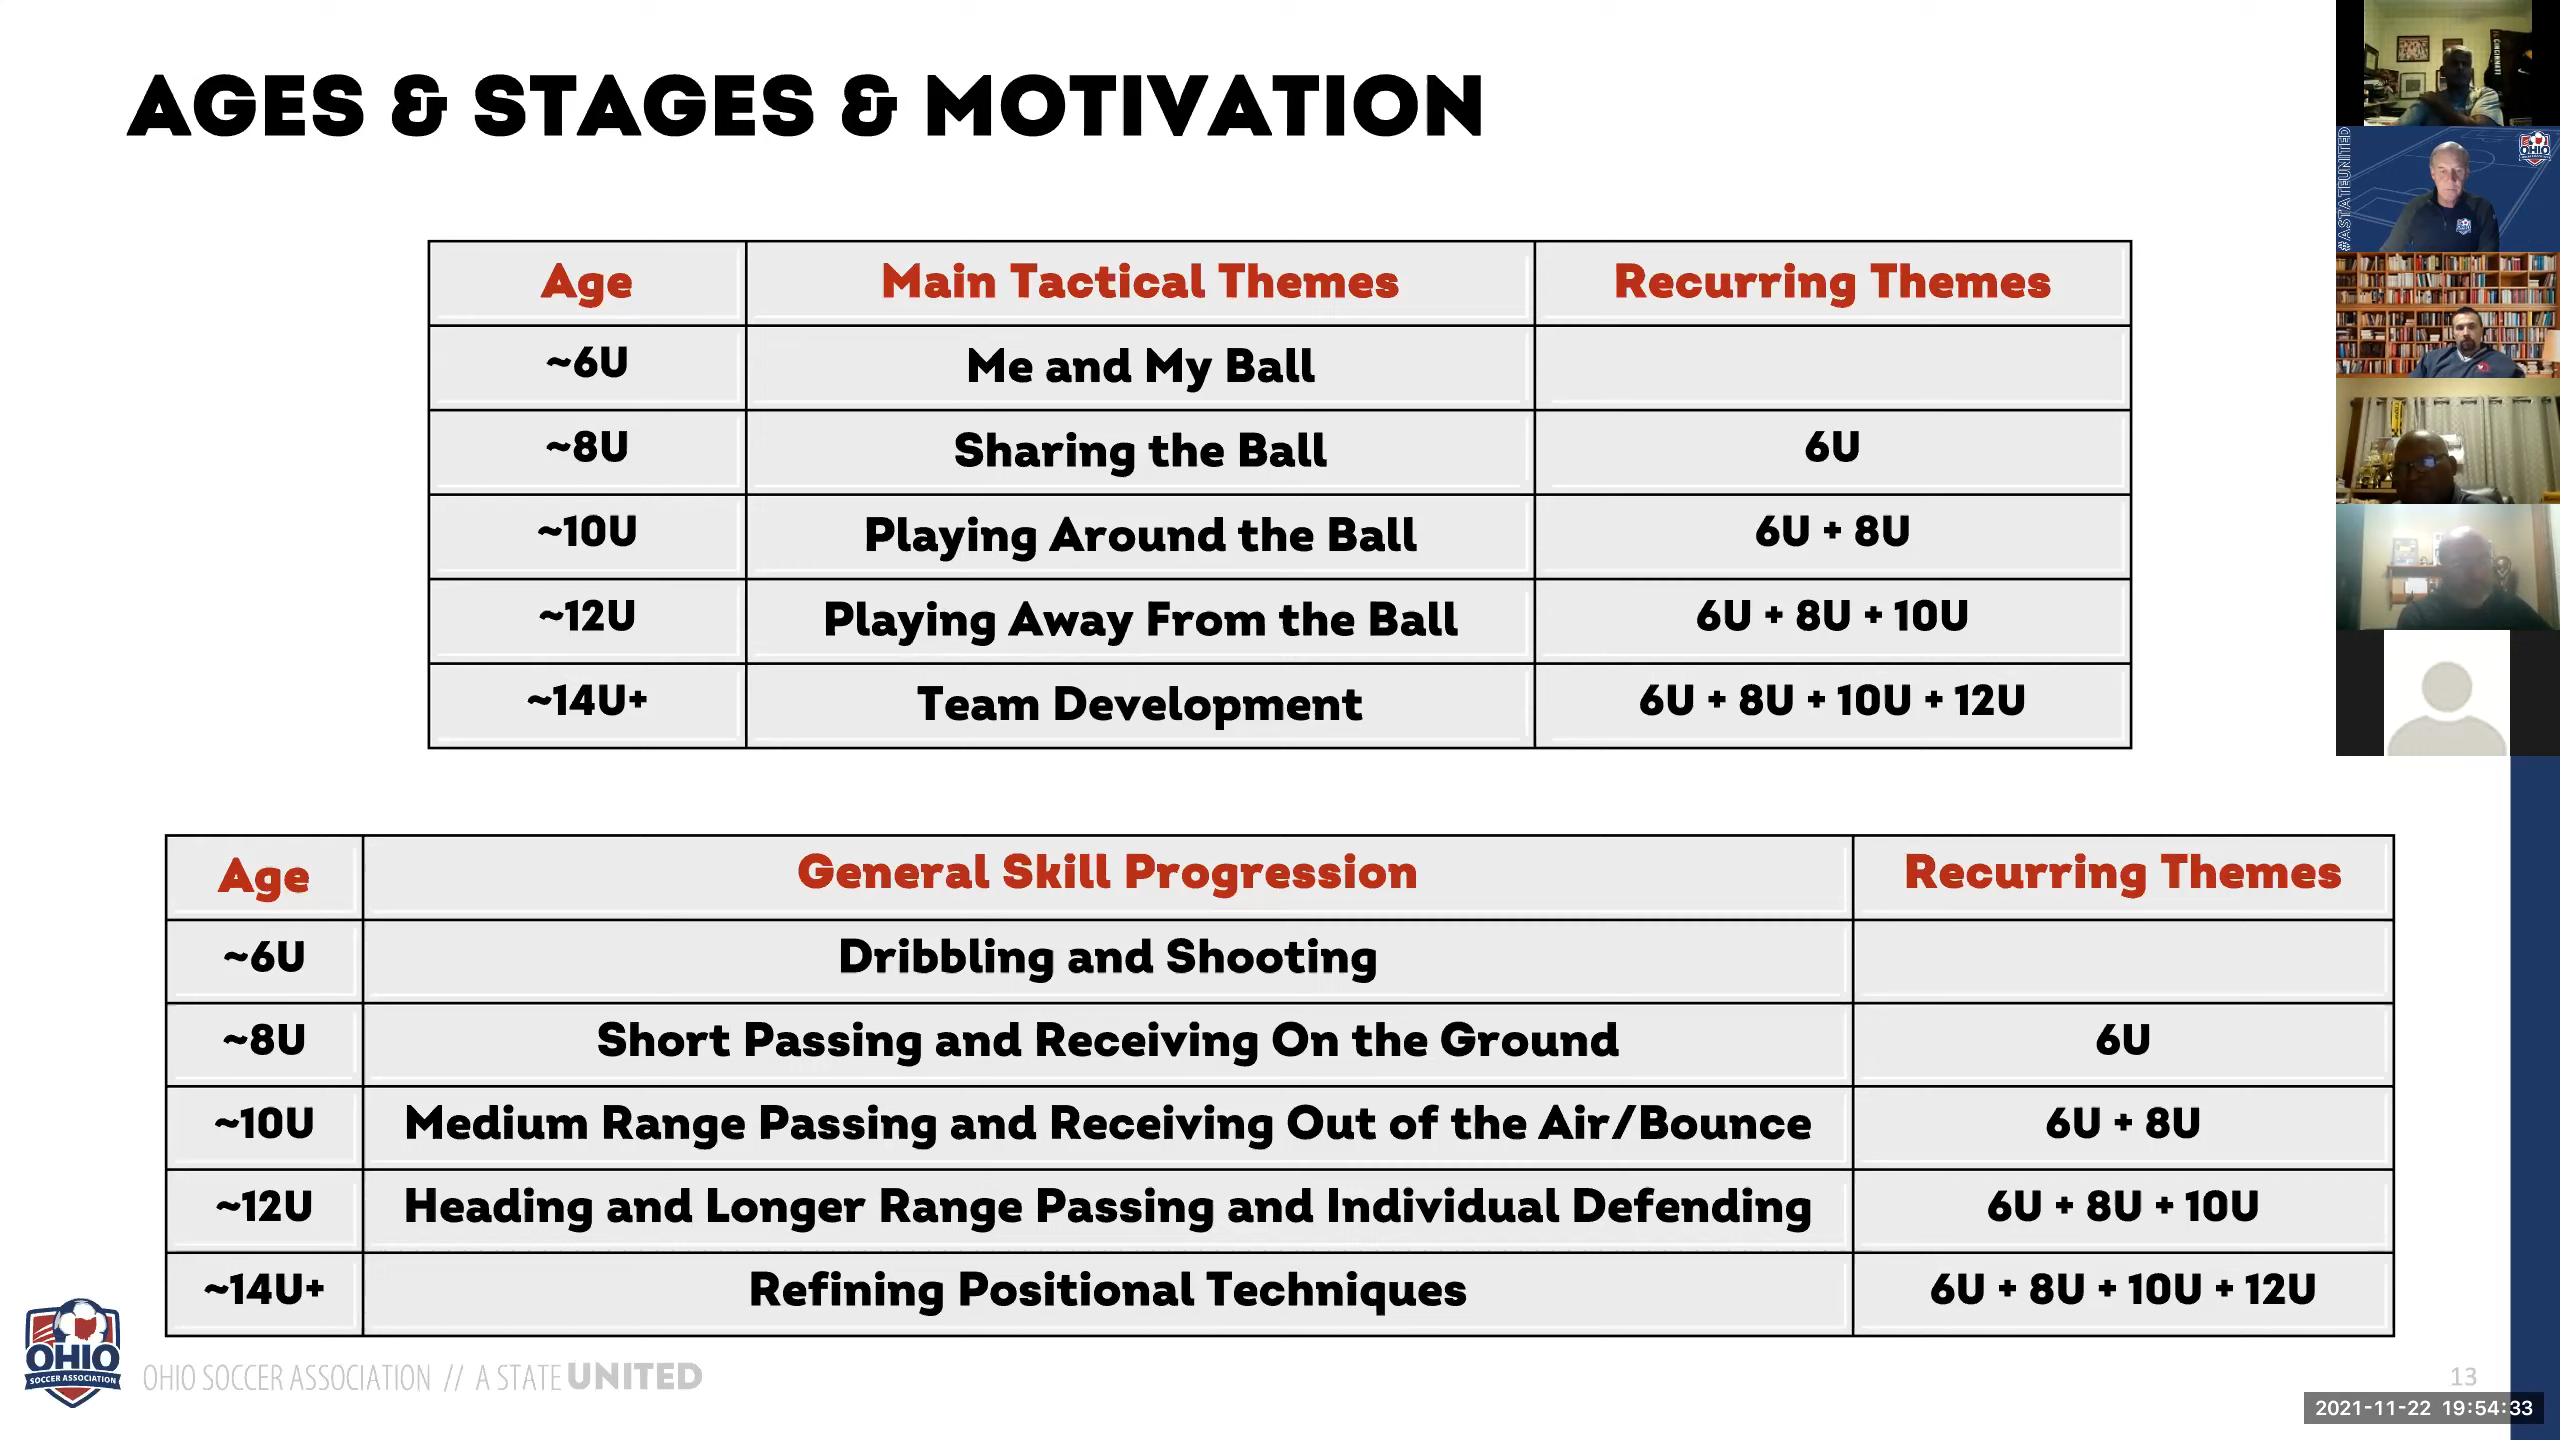 AGES & STAGES & MOTIVATION
Age Main Tactical Themes Recurring Themes
~6U Me and My Ball
~8U Sharing the Ball 6U
~10U Playing Around the Ball 6U + 8U
~12U Playing Away From the Ball 6U + 8U + 10U
~14U+ Team Development 6U + 8U + 10U + 12U
Age General Skill Progression Recurring Themes
~6U Dribbling and Shooting
~8U Short Passing and Receiving On the Ground 6U
~10U Medium Range Passing and Receiving Out of the Air/Bounce 6U + 8U
~12U Heading and Longer Range Passing and Individual Defending 6U + 8U + 10U
~14U+ Refining Positional Techniques 6U + 8U + 10U + 12U
OHIO
SOCCER ASSOCIATION
OHIO SOCCER ASSOCIATION // A STATE UNITED
13
2021-11-22 19:54:33
CINCINNATI
#ASTATEUNITED
OHIO